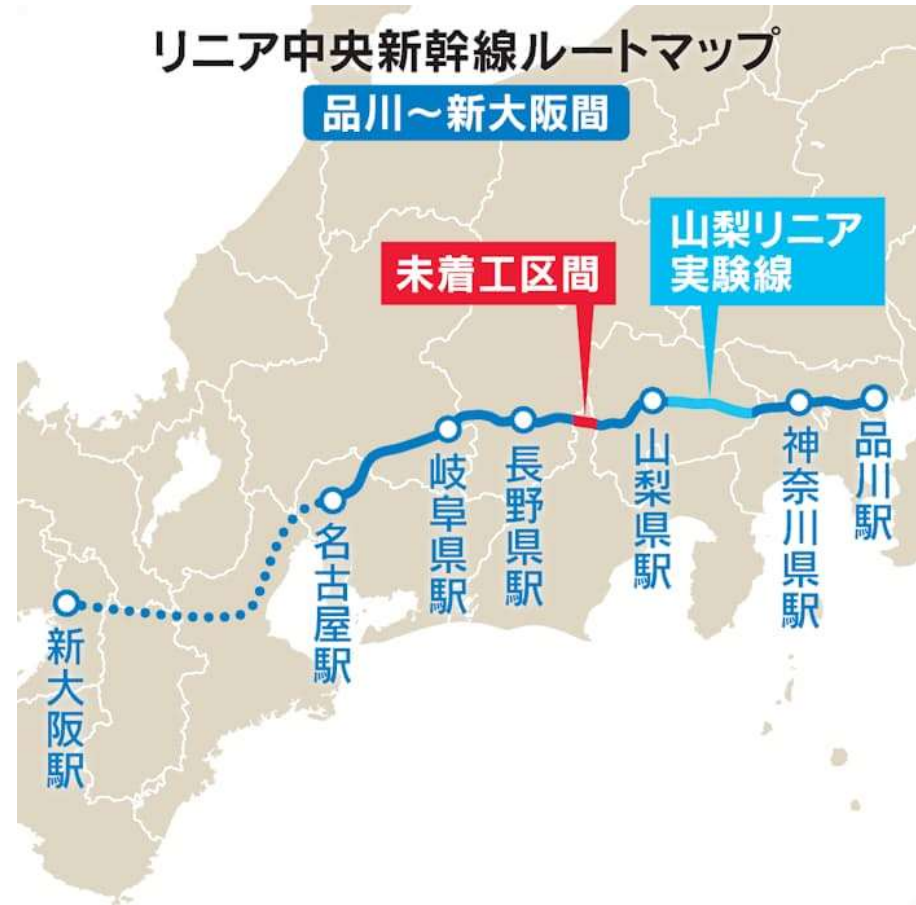 リニア中央新幹線ルートマップ
品川～新大阪間
山梨リニア
実験線
未着工区間
新大阪駅
名古屋駅
岐阜県駅
長野県駅
山梨県駅
神奈川県駅
品川駅